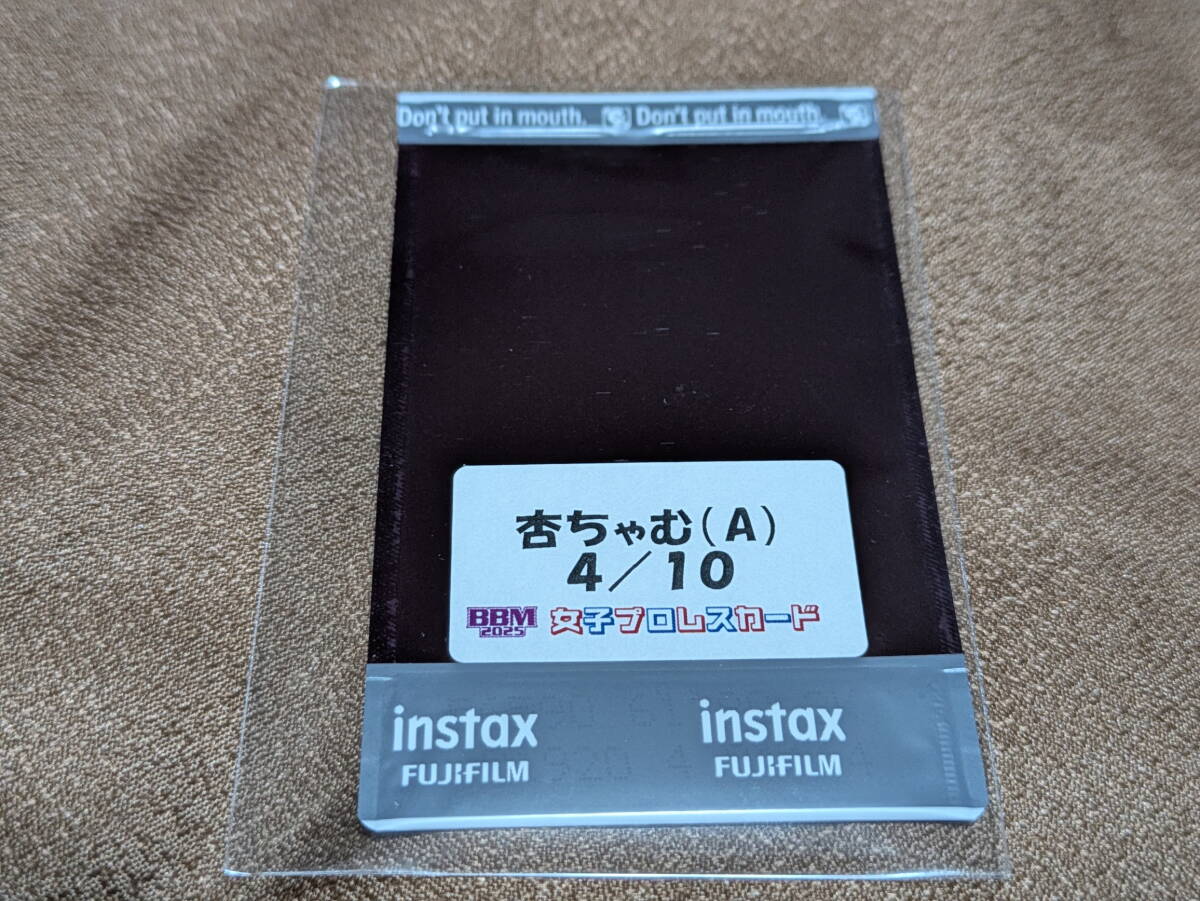 Don't put in mouth. Don't put in mouth.
杏ちゃむ(A)
4/10
BBM 2025 女子プロレスカード
instax instax
FUJIFILM FUJIFILM